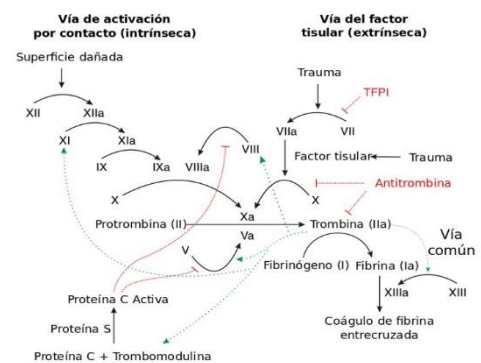 Vía de activación
por contacto (intrínseca)
Vía del factor
tisular (extrínseca)
Superficie dañada
Trauma
TFPI
XII
XIIa
XI
XIa
VIII
VIIa
VII
IX
IXa
VIIIa
Factor tisular
Trauma
X
X
Antitrombina
Xa
Protrombina (II)
Trombina (IIa)
Va
V
Vía
común
Fibrinógeno (I)
Fibrina (Ia)
XIIIa
XIII
Proteína C Activa
Coágulo de fibrina
entrecruzada
Proteína S
Proteína C + Trombomodulina